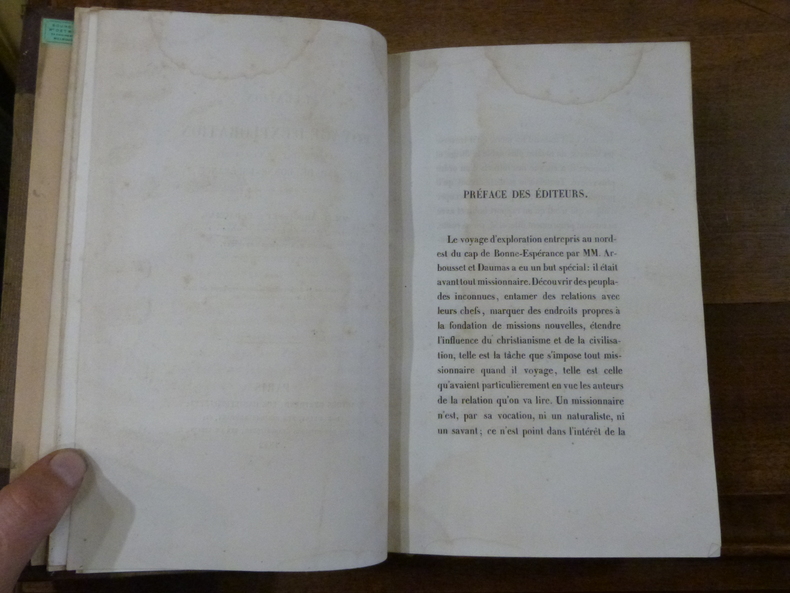 PRÉFACE DES ÉDITEURS.
Le voyage d'exploration entrepris au nord-
est du cap de Bonne-Espérance par MM. Ar-
bousset et Daumas a eu un but spécial : il était
avant tout missionnaire. Découvrir des peupla-
des inconnues, entamer des relations avec
leurs chefs, marquer des endroits propres à
la fondation de missions nouvelles, étendre
l'influence du christianisme et de la civilisa-
tion, telle est la tâche que s'impose tout mis-
sionnaire quand il voyage, telle est celle
qu'avaient particulièrement en vue les auteurs
de la relation qu'on va lire. Un missionnaire
n'est, par sa vocation, ni un naturaliste, ni
un savant; ce n'est point dans l'intérêt de la